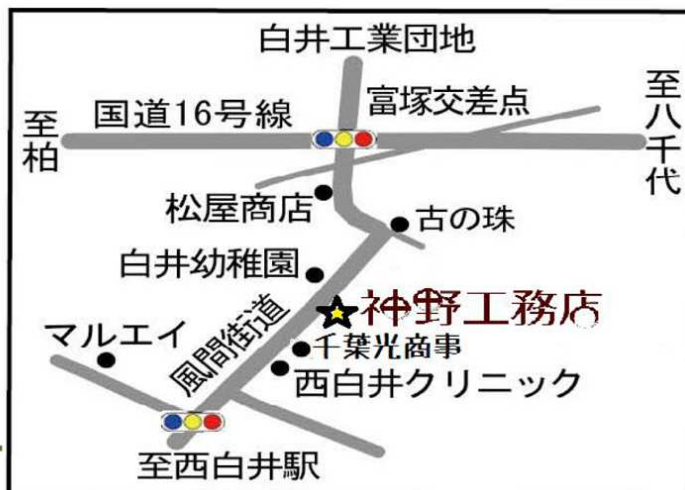 白井工業団地
富塚交差点
国道16号線
至柏
至八千代
松屋商店
古の珠
白井幼稚園
神野工務店
風間街道
マルエイ
千葉光商事
西白井クリニック
至西白井駅